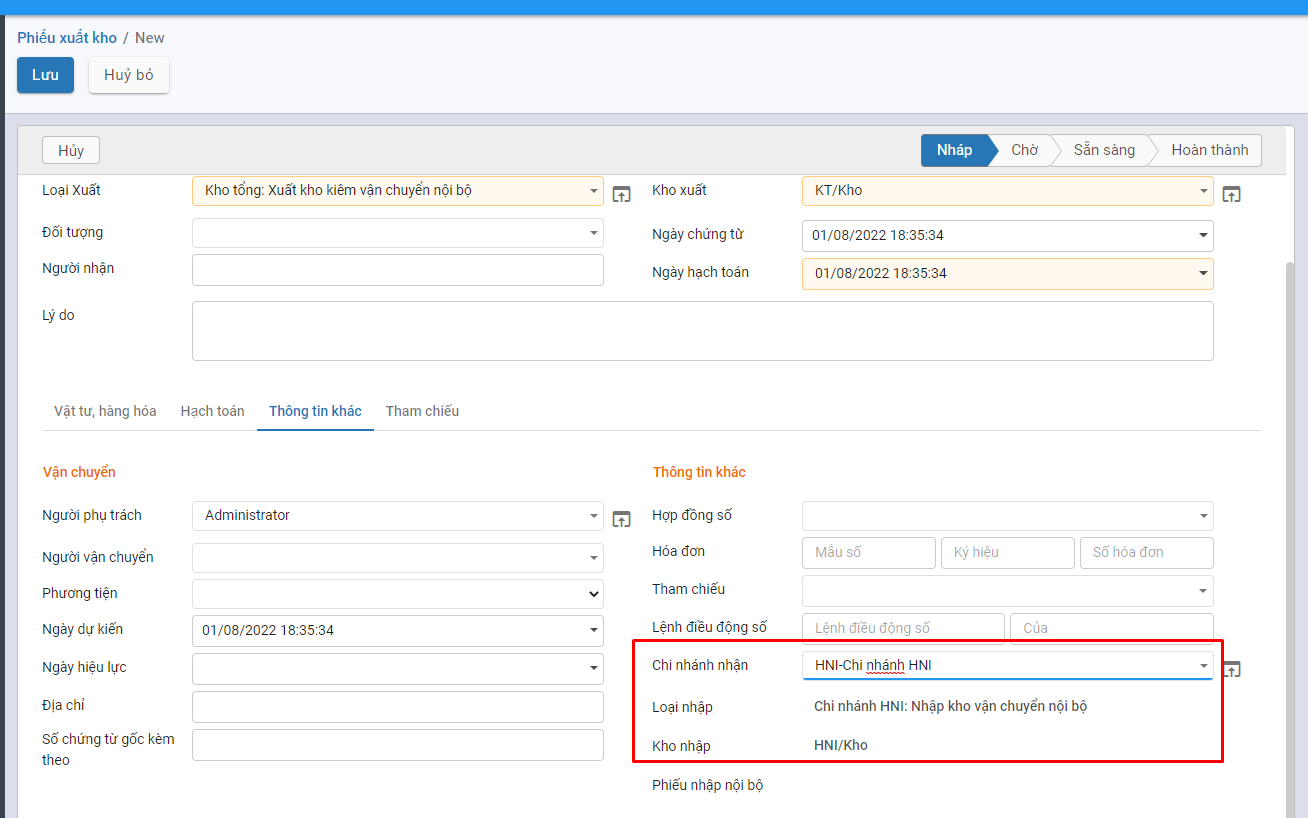 Phiếu xuất kho / New
Lưu
Huỷ bỏ
Hủy
Nháp
Chờ
Sẵn sàng
Hoàn thành
Loại Xuất
Kho tổng: Xuất kho kiêm vận chuyển nội bộ
Kho xuất
KT/Kho
Đối tượng
Ngày chứng từ
01/08/2022 18:35:34
Người nhận
Ngày hạch toán
01/08/2022 18:35:34
Lý do
Vật tư, hàng hóa
Hạch toán
Thông tin khác
Tham chiếu
Vận chuyển
Người phụ trách
Administrator
Người vận chuyển
Phương tiện
Ngày dự kiến
01/08/2022 18:35:34
Ngày hiệu lực
Địa chỉ
Số chứng từ gốc kèm
theo
Thông tin khác
Hợp đồng số
Hóa đơn
Mẫu số
Ký hiệu
Số hóa đơn
Tham chiếu
Lệnh điều động số
Lệnh điều động số
Của
Chi nhánh nhận
HNI-Chi nhánh HNI
Loại nhập
Chi nhánh HNI: Nhập kho vận chuyển nội bộ
Kho nhập
HNI/Kho
Phiếu nhập nội bộ